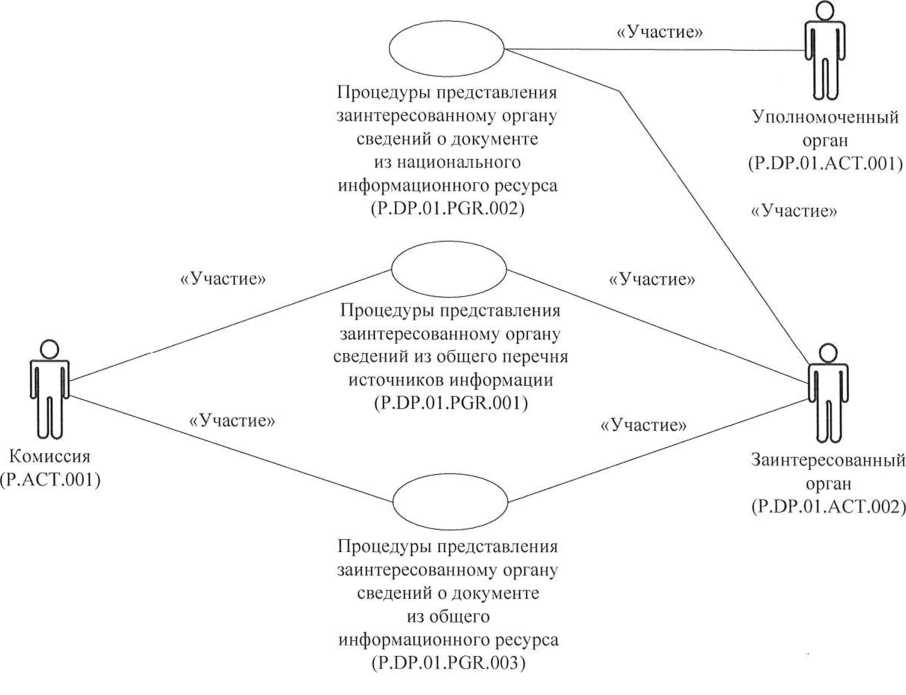 «Участие»
Процедуры представления
заинтересованному органу
сведений о документе
из национального
информационного ресурса
(P.DP.01.PGR.002)
Уполномоченный
орган
(P.DP.01.ACT.001)
«Участие»
«Участие»
«Участие»
Процедуры представления
заинтересованному органу
сведений из общего перечня
источников информации
(P.DP.01.PGR.001)
«Участие»
«Участие»
Комиссия
(P.ACT.001)
Заинтересованный
орган
(P.DP.01.ACT.002)
Процедуры представления
заинтересованному органу
сведений о документе
из общего
информационного ресурса
(P.DP.01.PGR.003)